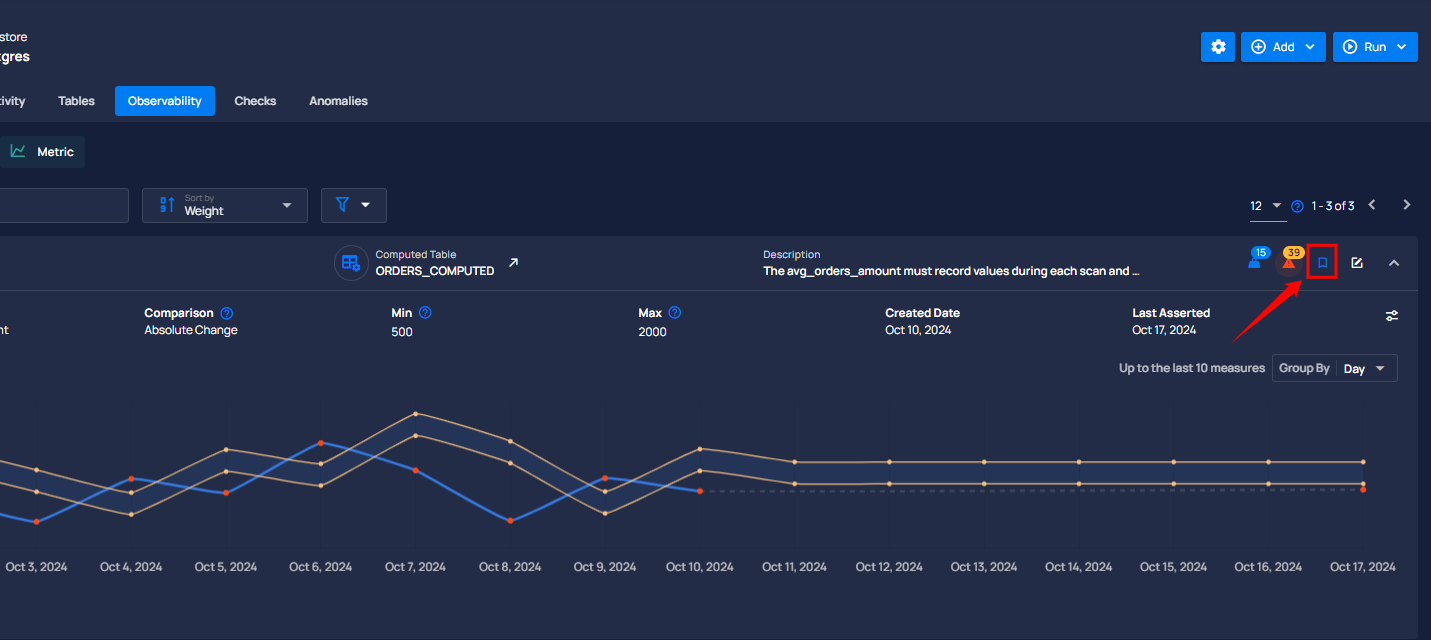 store
gres
Add
Run
ivity
Tables
Observability
Checks
Anomalies
Metric
Sort by
Weight
12
1 - 3 of 3
Computed Table
ORDERS_COMPUTED
Description
The avg_orders_amount must record values during each scan and ...
15
39
nt
Comparison
Absolute Change
Min
500
Max
2000
Created Date
Oct 10, 2024
Last Asserted
Oct 17, 2024
Up to the last 10 measures
Group By
Day
Oct 3, 2024
Oct 4, 2024
Oct 5, 2024
Oct 6, 2024
Oct 7, 2024
Oct 8, 2024
Oct 9, 2024
Oct 10, 2024
Oct 11, 2024
Oct 12, 2024
Oct 13, 2024
Oct 14, 2024
Oct 15, 2024
Oct 16, 2024
Oct 17, 2024